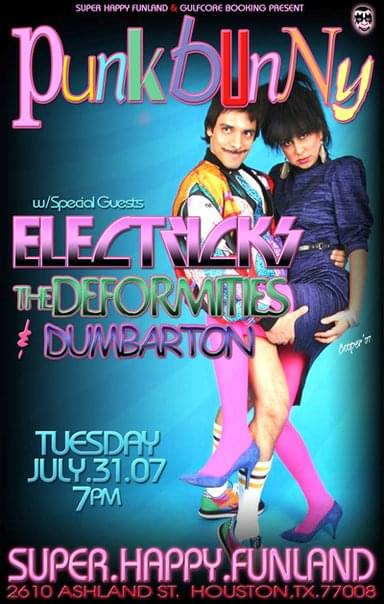 SUPER HAPPY FUNLAND & GULFCORE BOOKING PRESENT
PunkbunNy
w/Special Guests
ELECTRICKS
THE DEFORMITIES
& DUMBARTON
Cooper '07
TUESDAY
JULY.31.07
7PM
SUPER.HAPPY.FUNLAND
2610 ASHLAND ST. HOUSTON,TX.77008